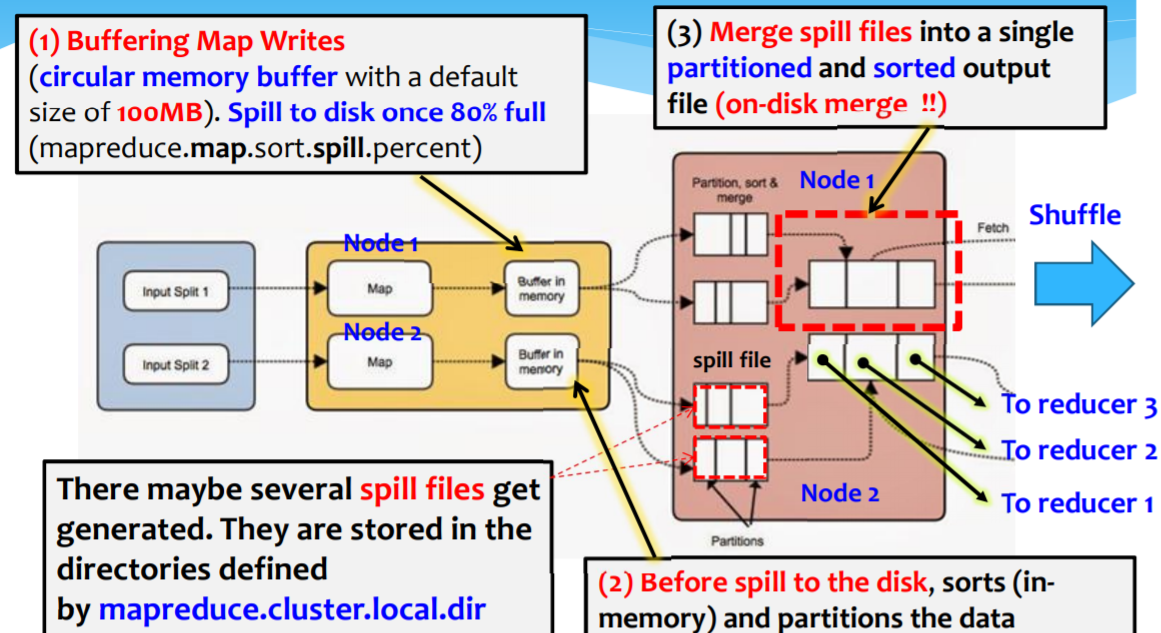 (1) Buffering Map Writes
(circular memory buffer with a default
size of 100MB). Spill to disk once 80% full
(mapreduce.map.sort.spill.percent)
(3) Merge spill files into a single
partitioned and sorted output
file (on-disk merge !!)
Partition, sort &
merge
Node 1
Fetch
Shuffle
Node 1
Input Split 1
Map
Buffer in
memory
Node 2
Input Split 2
Map
Buffer in
memory
spill file
To reducer 3
To reducer 2
To reducer 1
Node 2
Partitions
There maybe several spill files get
generated. They are stored in the
directories defined
by mapreduce.cluster.local.dir
(2) Before spill to the disk, sorts (in-
memory) and partitions the data